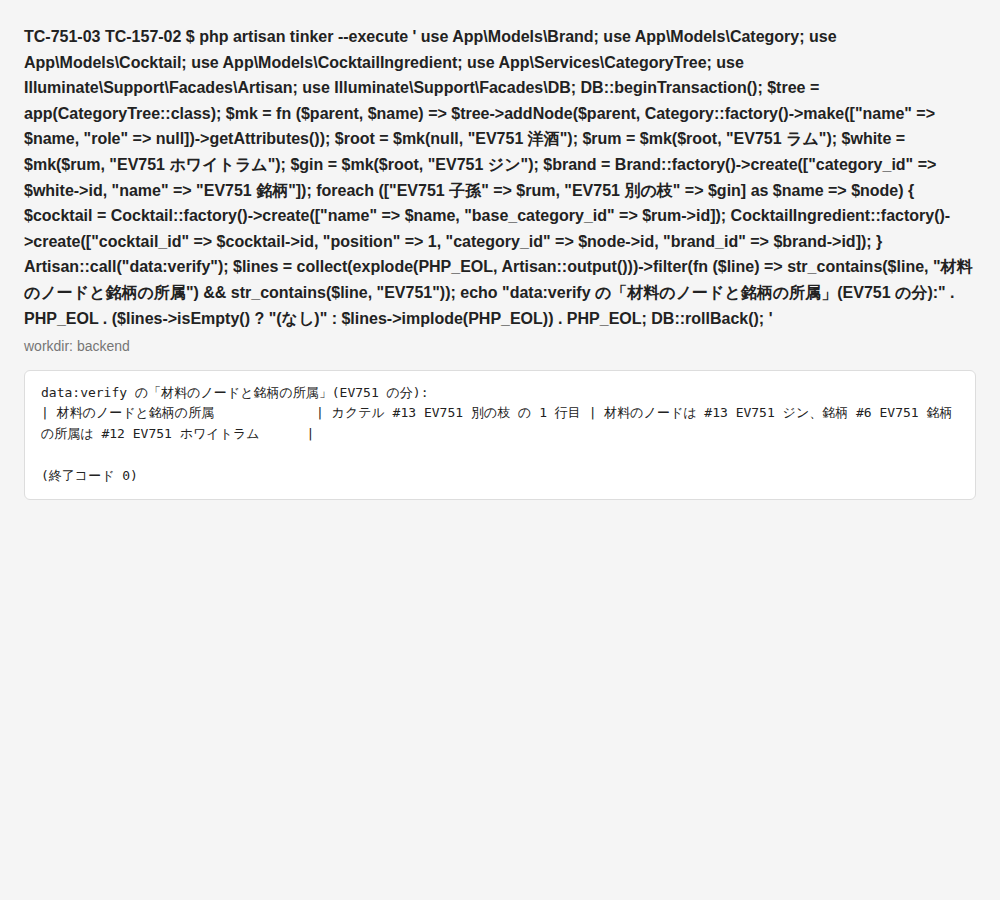 TC-751-03 TC-157-02 $ php artisan tinker --execute ' use App\Models\Brand; use App\Models\Category; use
App\Models\Cocktail; use App\Models\CocktailIngredient; use App\Services\CategoryTree; use
Illuminate\Support\Facades\Artisan; use Illuminate\Support\Facades\DB; DB::beginTransaction(); $tree =
app(CategoryTree::class); $mk = fn ($parent, $name) => $tree->addNode($parent, Category::factory()->make(["name" =>
$name, "role" => null])->getAttributes()); $root = $mk(null, "EV751 洋酒"); $rum = $mk($root, "EV751 ラム"); $white =
$mk($rum, "EV751 ホワイトラム"); $gin = $mk($root, "EV751 ジン"); $brand = Brand::factory()->create(["category_id" =>
$white->id, "name" => "EV751 銘柄"]); foreach (["EV751 子孫" => $rum, "EV751 別の枝" => $gin] as $name => $node) {
$cocktail = Cocktail::factory()->create(["name" => $name, "base_category_id" => $rum->id]); CocktailIngredient::factory()-
>create(["cocktail_id" => $cocktail->id, "position" => 1, "category_id" => $node->id, "brand_id" => $brand->id]); }
Artisan::call("data:verify"); $lines = collect(explode(PHP_EOL, Artisan::output()))->filter(fn ($line) => str_contains($line, "材料
のノードと銘柄の所属") && str_contains($line, "EV751")); echo "data:verify の「材料のノードと銘柄の所属」(EV751 の分):" .
PHP_EOL . ($lines->isEmpty() ? "(なし)" : $lines->implode(PHP_EOL)) . PHP_EOL; DB::rollBack(); '
workdir: backend
data:verify の「材料のノードと銘柄の所属」(EV751 の分):
| 材料のノードと銘柄の所属 | カクテル #13 EV751 別の枝 の 1 行目 | 材料のノードは #13 EV751 ジン、銘柄 #6 EV751 銘柄
の所属は #12 EV751 ホワイトラム |
(終了コード 0)